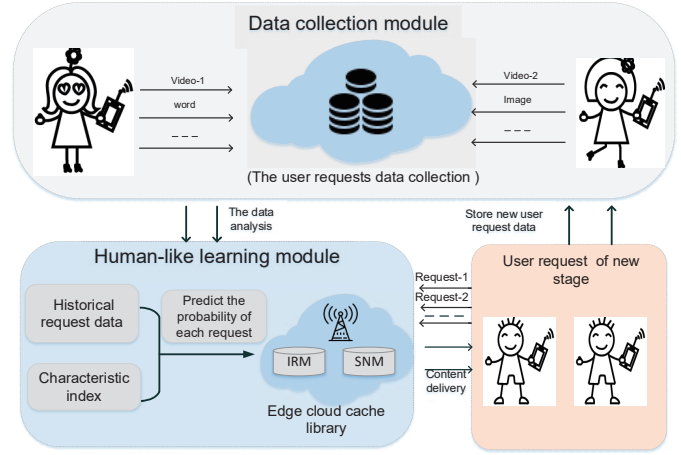 Data collection module
Video-1
word
Video-2
Image
(The user requests data collection )
The data
analysis
Store new user
request data
Human-like learning module
Historical
request data
Characteristic
index
Predict the
probability of
each request
IRM
SNM
Edge cloud cache
library
Request-1
Request-2
Content
delivery
User request of new
stage